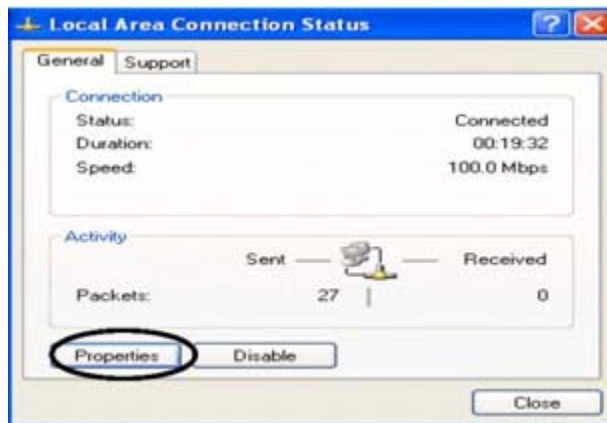 Local Area Connection Status
General Support
Connection
Status: Connected
Duration: 00:19:32
Speed: 100.0 Mbps
Activity
Sent Received
Packets: 27 0
Properties Disable
Close